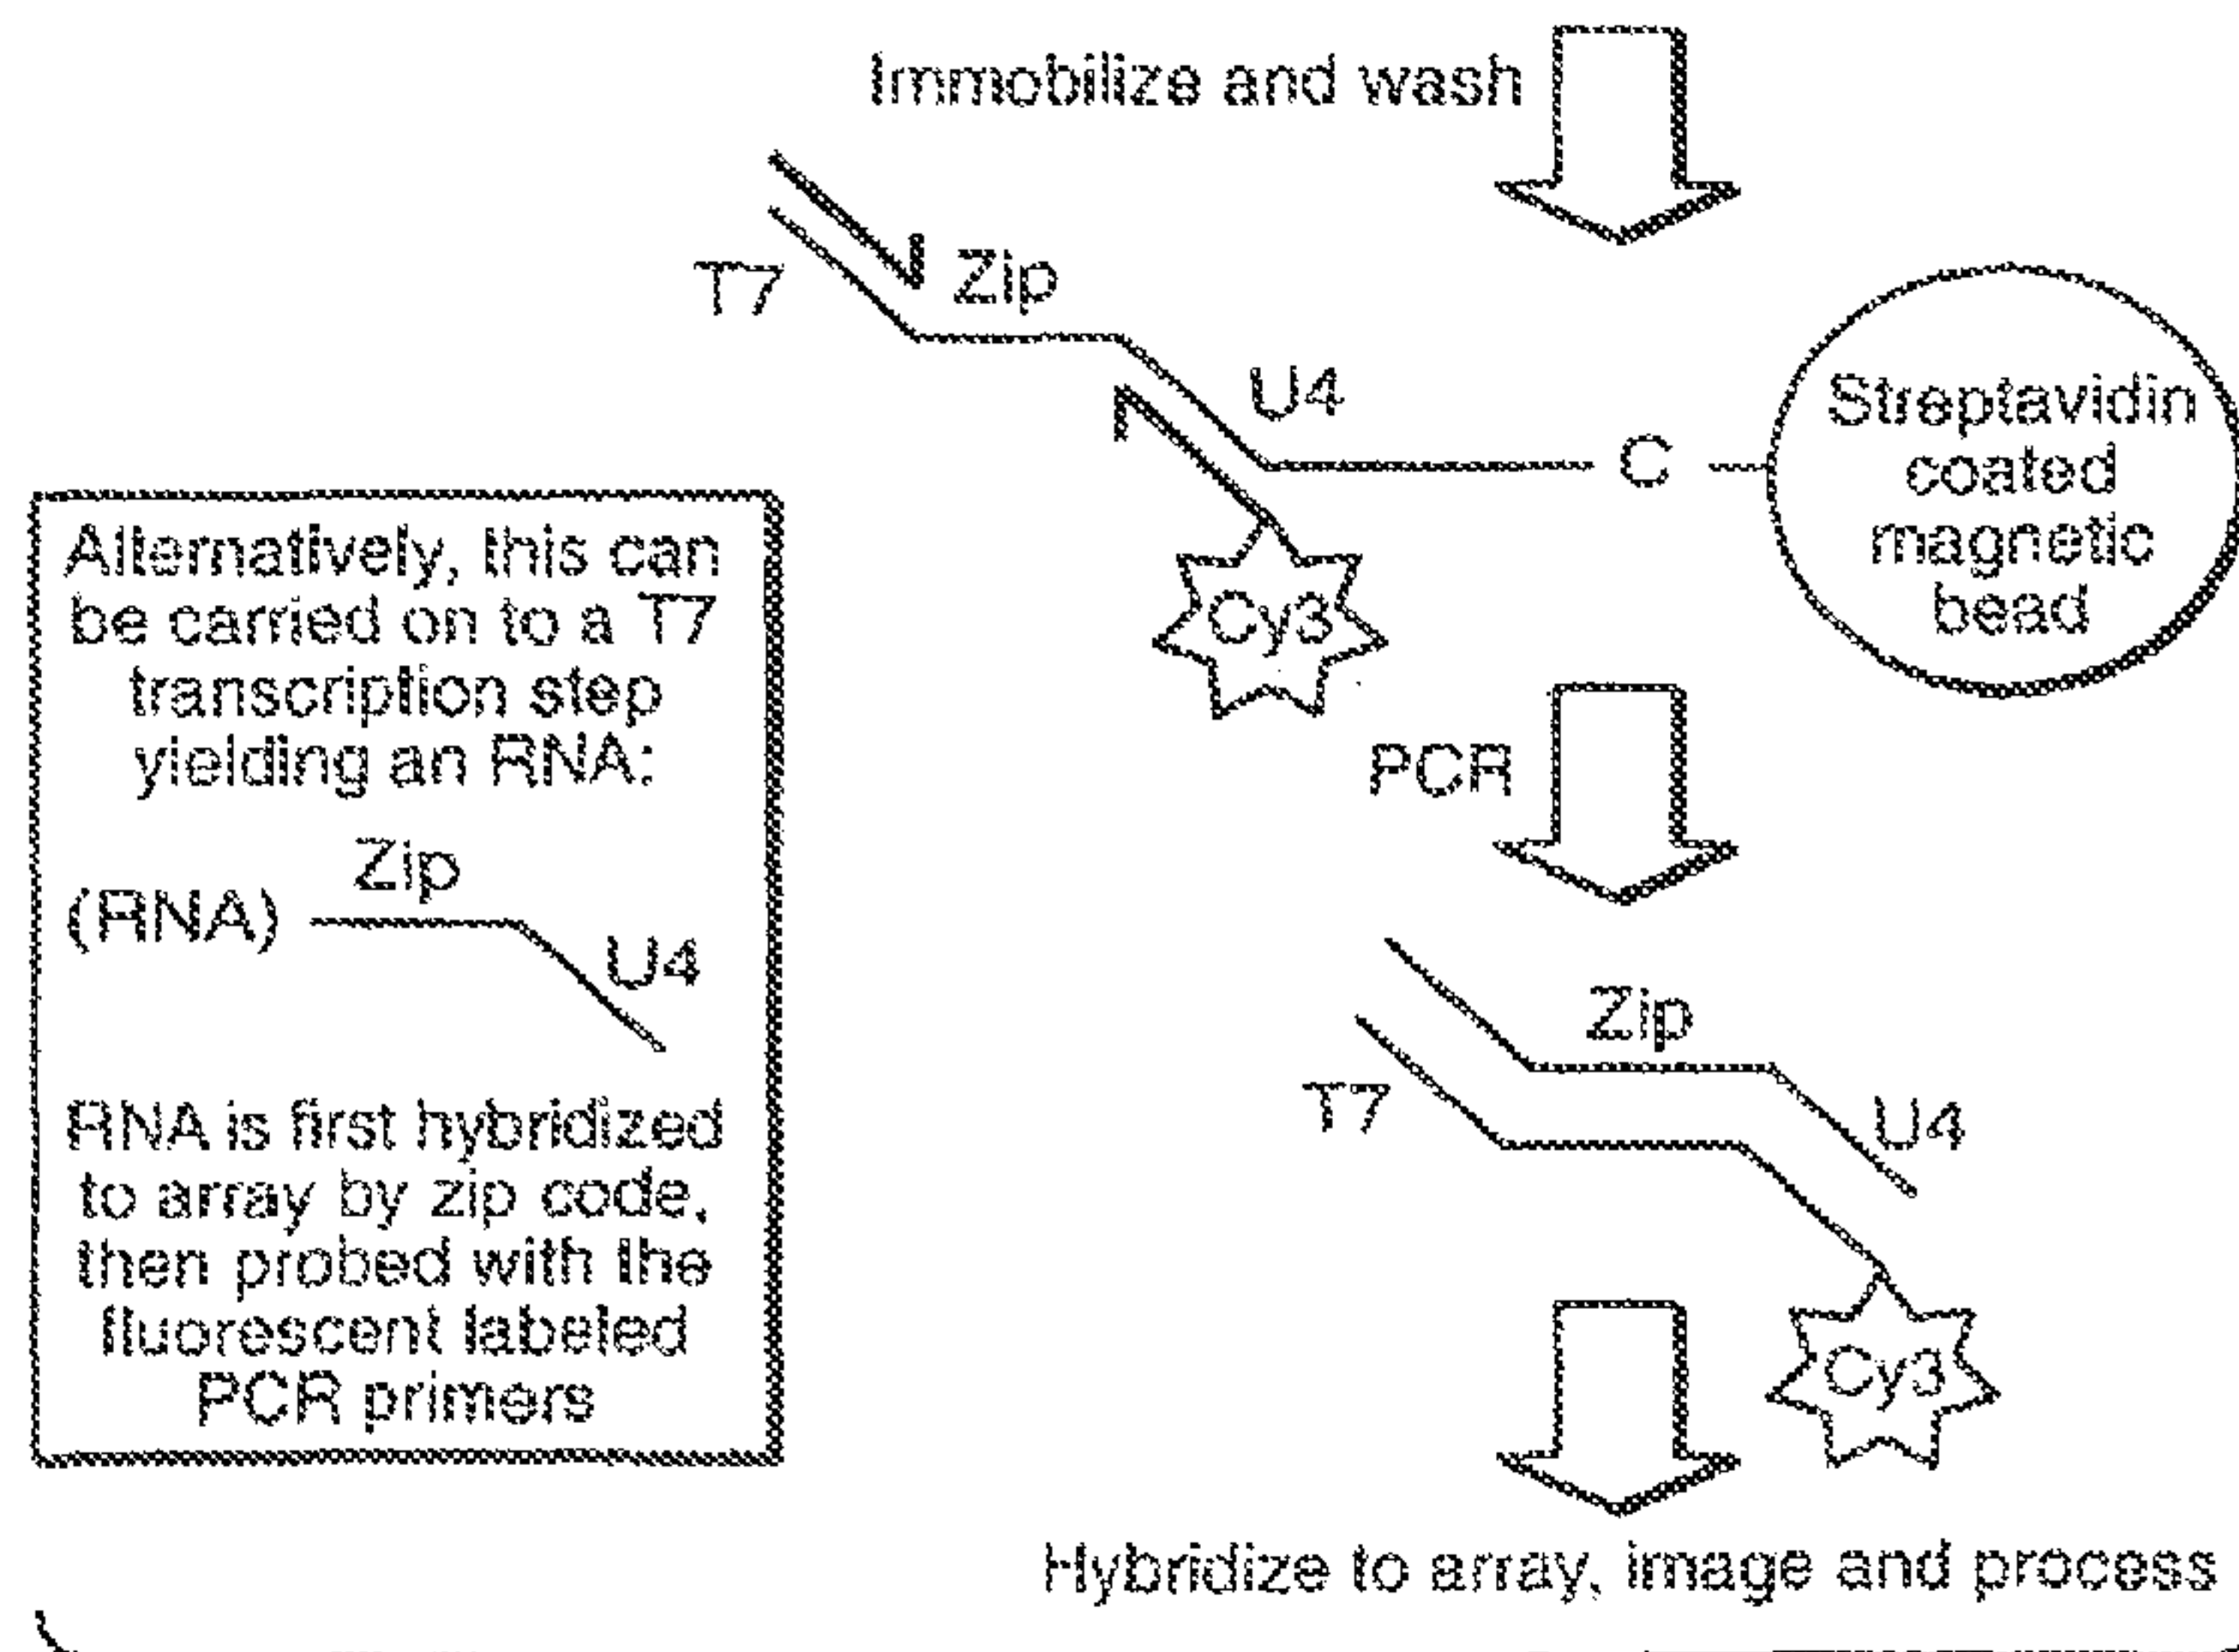 Immobilize and wash
T7
Zip
U4
C
Streptavidin
coated
magnetic
bead
Cy3
PCR
Alternatively, this can
be carried on to a T7
transcription step
yielding an RNA:
Zip
(RNA)
U4
RNA is first hybridized
to array by zip code,
then probed with the
fluorescent labeled
PCR primers
Zip
T7
U4
Cy3
Hybridize to array, image and process